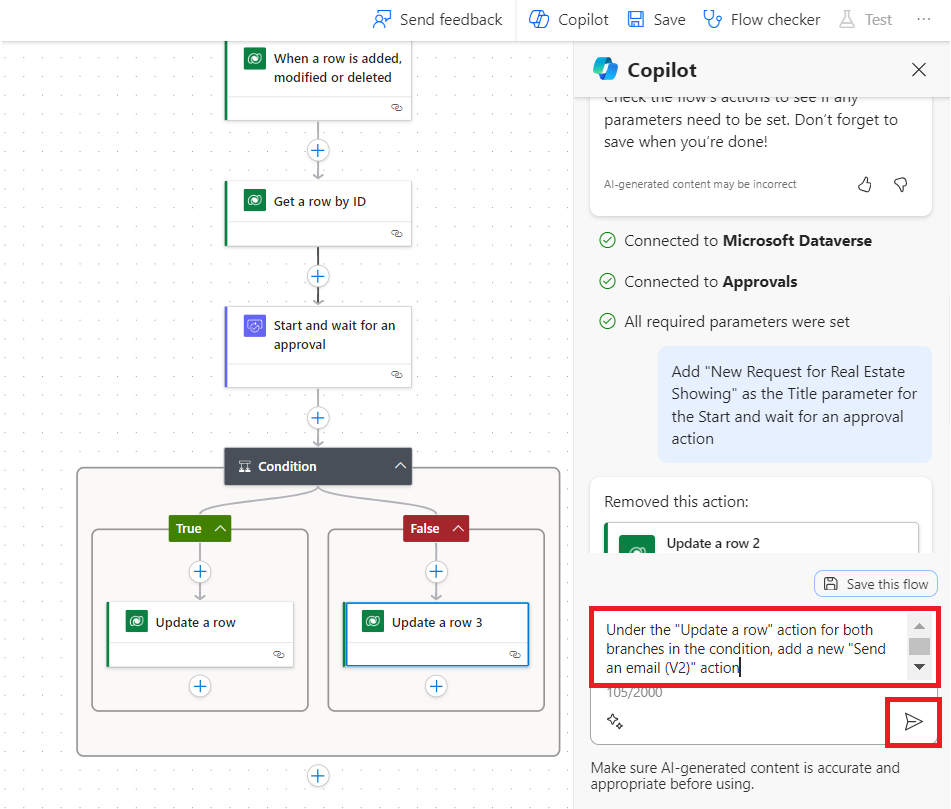 Send feedback
Copilot
Save
Flow checker
Test
When a row is added,
modified or deleted
Get a row by ID
Start and wait for an
approval
Condition
True
False
Update a row
Update a row 3
Copilot
Check the flow's actions to see if any
parameters need to be set. Don't forget to
save when you're done!
AI-generated content may be incorrect
Connected to Microsoft Dataverse
Connected to Approvals
All required parameters were set
Add "New Request for Real Estate
Showing" as the Title parameter for
the Start and wait for an approval
action
Removed this action:
Update a row 2
Save this flow
Under the "Update a row" action for both
branches in the condition, add a new "Send
an email (V2)" action
105/2000
Make sure AI-generated content is accurate and
appropriate before using.